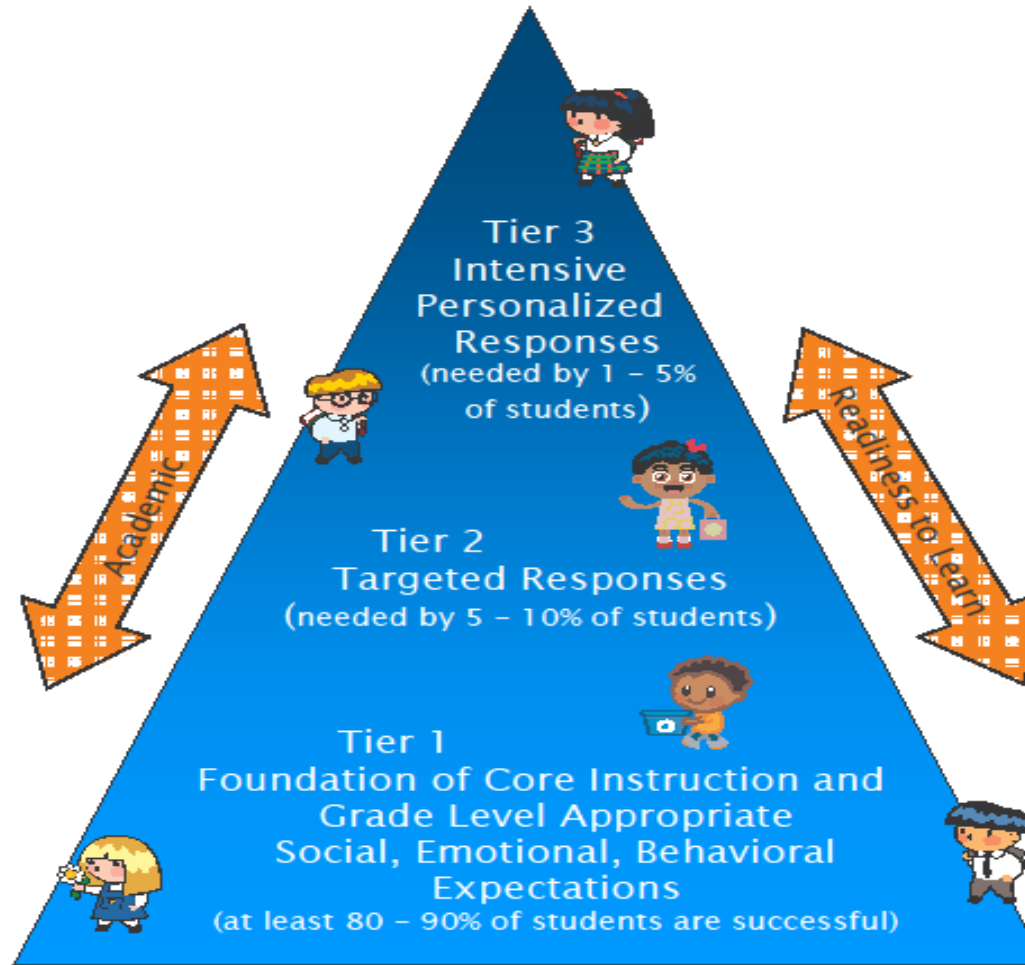 Tier 3
Intensive
Personalized
Responses
(needed by 1 – 5%
of students)
Academic
Readiness to Learn
Tier 2
Targeted Responses
(needed by 5 – 10% of students)
Tier 1
Foundation of Core Instruction and
Grade Level Appropriate
Social, Emotional, Behavioral
Expectations
(at least 80 – 90% of students are successful)